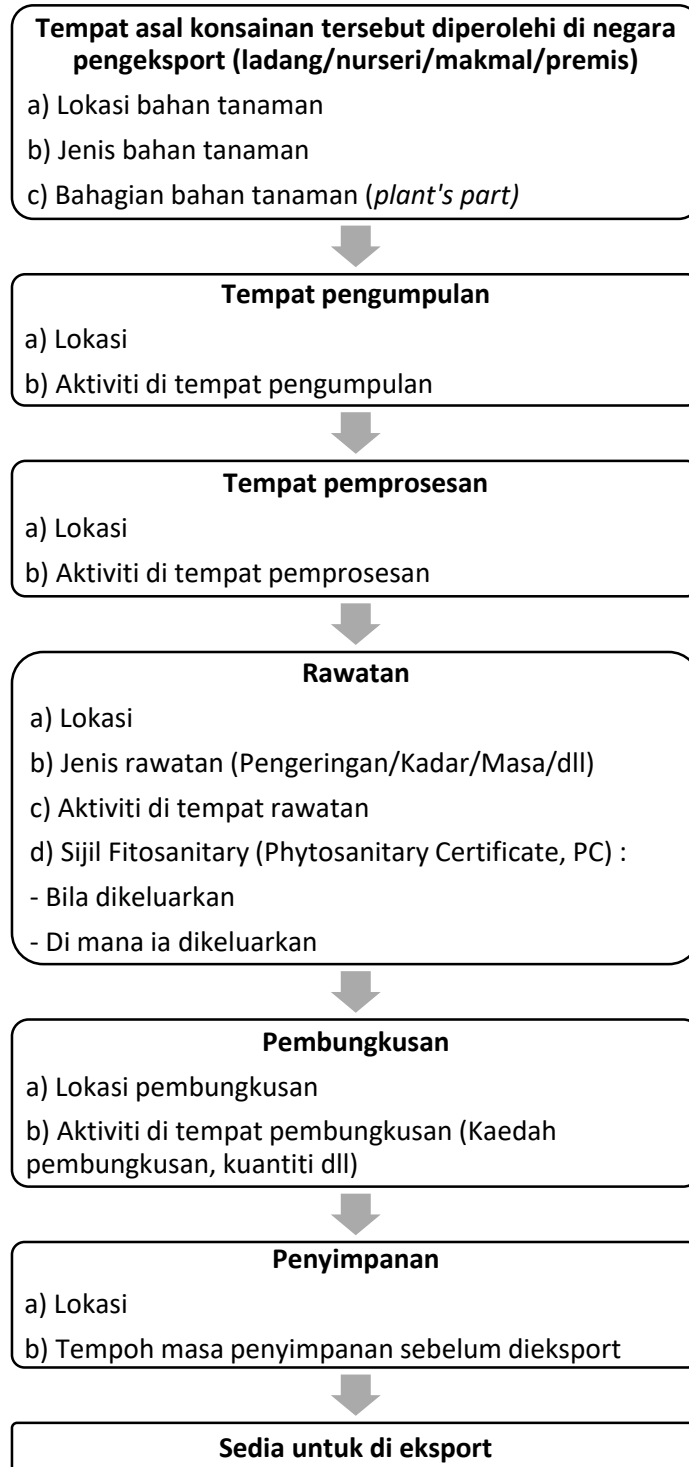 Tempat asal konsainan tersebut diperolehi di negara
pengeksport (ladang/nurseri/makmal/premis)
a) Lokasi bahan tanaman
b) Jenis bahan tanaman
c) Bahagian bahan tanaman (plant's part)
Tempat pengumpulan
a) Lokasi
b) Aktiviti di tempat pengumpulan
Tempat pemprosesan
a) Lokasi
b) Aktiviti di tempat pemprosesan
Rawatan
a) Lokasi
b) Jenis rawatan (Pengeringan/Kadar/Masa/dll)
c) Aktiviti di tempat rawatan
d) Sijil Fitosanitary (Phytosanitary Certificate, PC) :
- Bila dikeluarkan
- Di mana ia dikeluarkan
Pembungkusan
a) Lokasi pembungkusan
b) Aktiviti di tempat pembungkusan (Kaedah
pembungkusan, kuantiti dll)
Penyimpanan
a) Lokasi
b) Tempoh masa penyimpanan sebelum dieksport
Sedia untuk di eksport